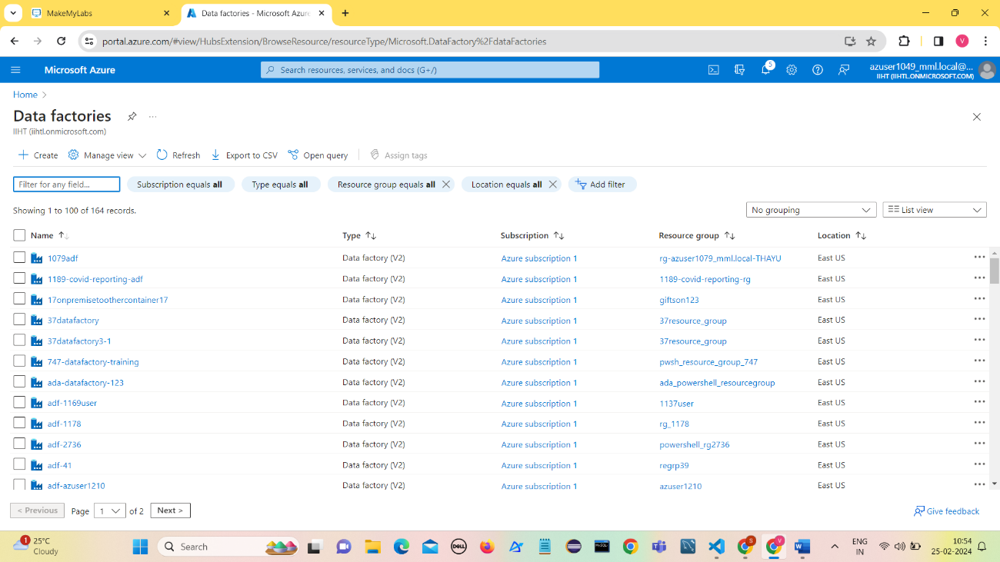 MakeMyLabs
Data factories - Microsoft Azure
portal.azure.com/#view/HubsExtension/BrowseResource/resourceType/Microsoft.DataFactory%2FdataFactories
V
Microsoft Azure
Search resources, services, and docs (G+/)
5
azuser1049_mml.local@...
IIHT (IIHTL.ONMICROSOFT.COM)
Home
Data factories
IIHT (iihtl.onmicrosoft.com)
Create Manage view Refresh Export to CSV Open query Assign tags
Filter for any field... Subscription equals all Type equals all Resource group equals all Location equals all Add filter
Showing 1 to 100 of 164 records.
No grouping List view
Name Type Subscription Resource group Location
1079adf Data factory (V2) Azure subscription 1 rg-azuser1079_mml.local-THAYU East US
1189-covid-reporting-adf Data factory (V2) Azure subscription 1 1189-covid-reporting-rg East US
17onpremisetoothercontainer17 Data factory (V2) Azure subscription 1 giftson123 East US
37datafactory Data factory (V2) Azure subscription 1 37resource_group East US
37datafactory3-1 Data factory (V2) Azure subscription 1 37resource_group East US
747-datafactory-training Data factory (V2) Azure subscription 1 pwsh_resource_group_747 East US
ada-datafactory-123 Data factory (V2) Azure subscription 1 ada_powershell_resourcegroup East US
adf-1169user Data factory (V2) Azure subscription 1 1137user East US
adf-1178 Data factory (V2) Azure subscription 1 rg_1178 East US
adf-2736 Data factory (V2) Azure subscription 1 powershell_rg2736 East US
adf-41 Data factory (V2) Azure subscription 1 regrp39 East US
adf-azuser1210 Data factory (V2) Azure subscription 1 azuser1210 East US
< Previous Page 1 of 2 Next >
Give feedback
1 25°C
Cloudy
Search
DELL
S
V
W
ENG
IN
10:54
25-02-2024